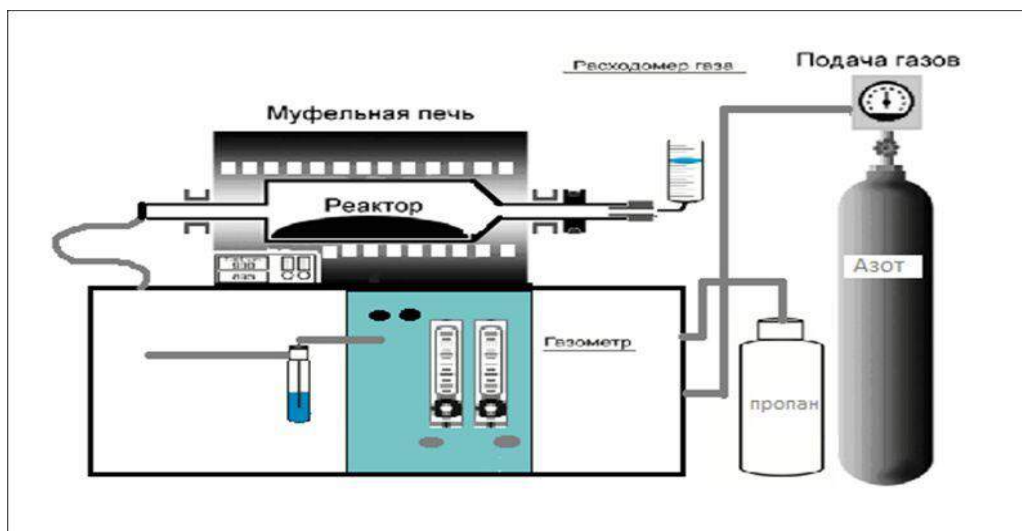 Расходомер газа
Подача газов
Муфельная печь
Реактор
Азот
Газометр
пропан